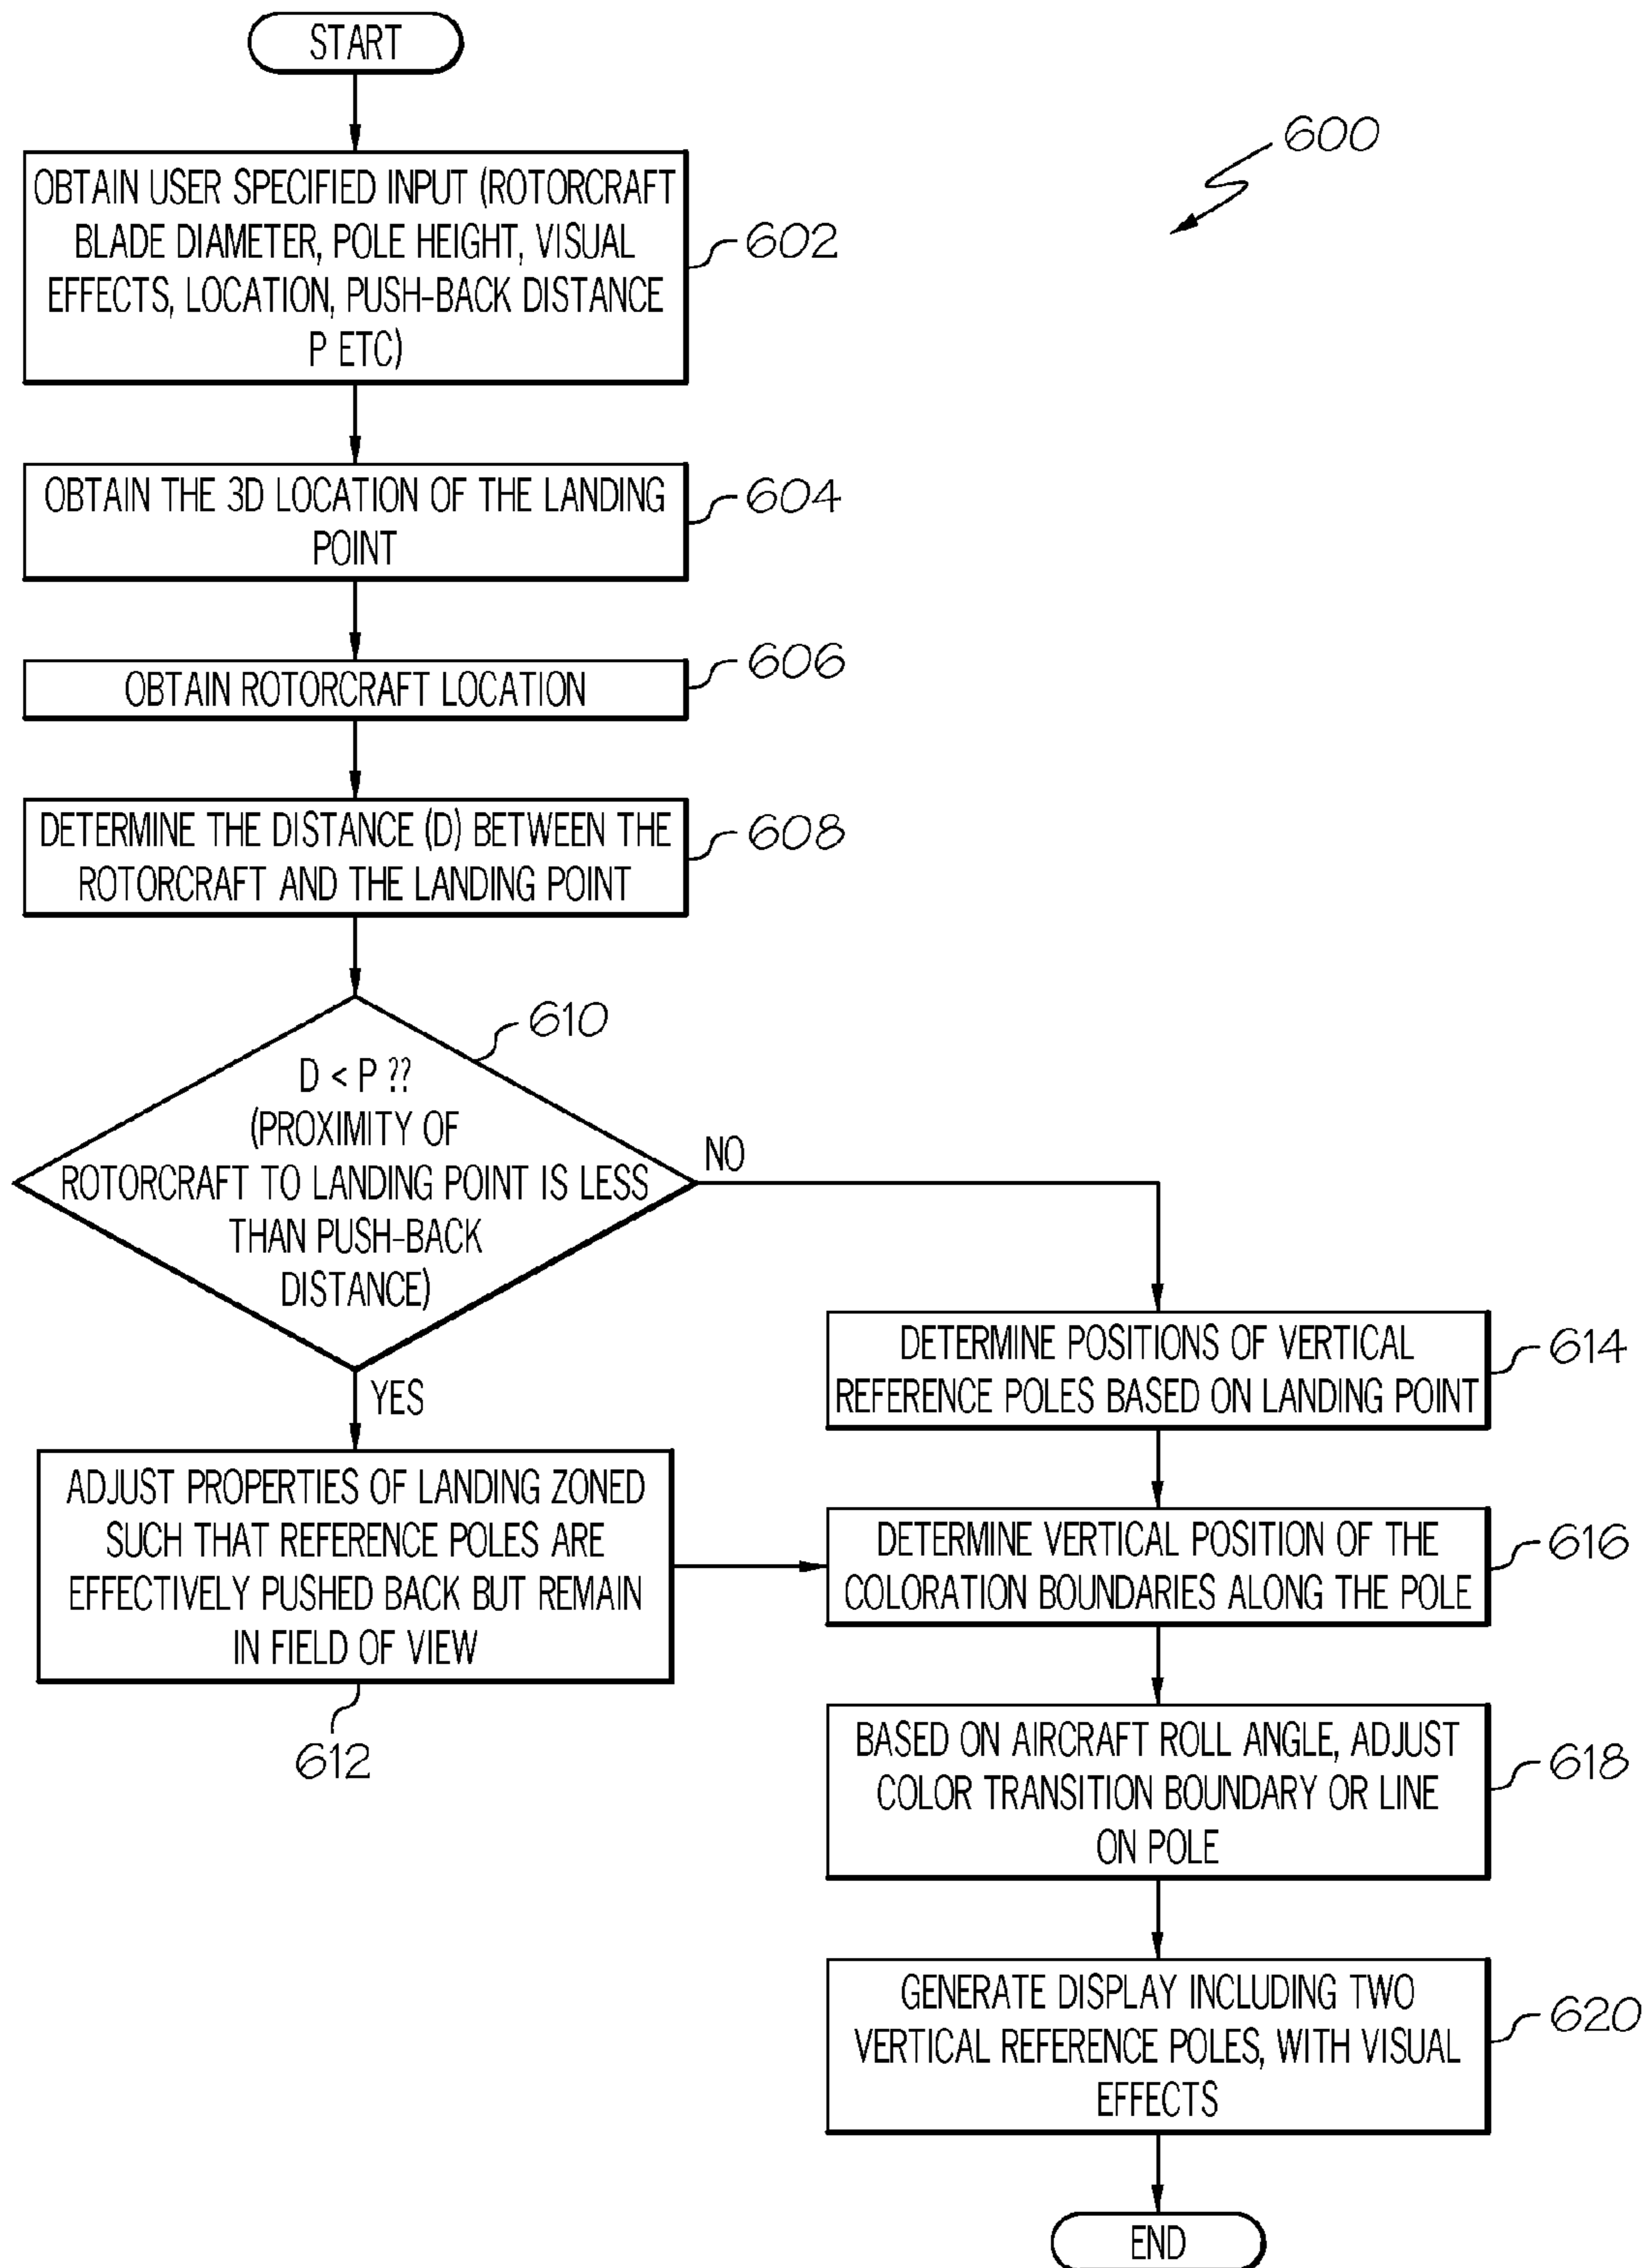 START
600
OBTAIN USER SPECIFIED INPUT (ROTORCRAFT
BLADE DIAMETER, POLE HEIGHT, VISUAL
EFFECTS, LOCATION, PUSH-BACK DISTANCE
P ETC)
602
OBTAIN THE 3D LOCATION OF THE LANDING
POINT
604
OBTAIN ROTORCRAFT LOCATION
606
DETERMINE THE DISTANCE (D) BETWEEN THE
ROTORCRAFT AND THE LANDING POINT
608
610
D < P ??
(PROXIMITY OF
ROTORCRAFT TO LANDING POINT IS LESS
THAN PUSH-BACK
DISTANCE)
NO
YES
ADJUST PROPERTIES OF LANDING ZONED
SUCH THAT REFERENCE POLES ARE
EFFECTIVELY PUSHED BACK BUT REMAIN
IN FIELD OF VIEW
612
DETERMINE POSITIONS OF VERTICAL
REFERENCE POLES BASED ON LANDING POINT
614
DETERMINE VERTICAL POSITION OF THE
COLORATION BOUNDARIES ALONG THE POLE
616
BASED ON AIRCRAFT ROLL ANGLE, ADJUST
COLOR TRANSITION BOUNDARY OR LINE
ON POLE
618
GENERATE DISPLAY INCLUDING TWO
VERTICAL REFERENCE POLES, WITH VISUAL
EFFECTS
620
END